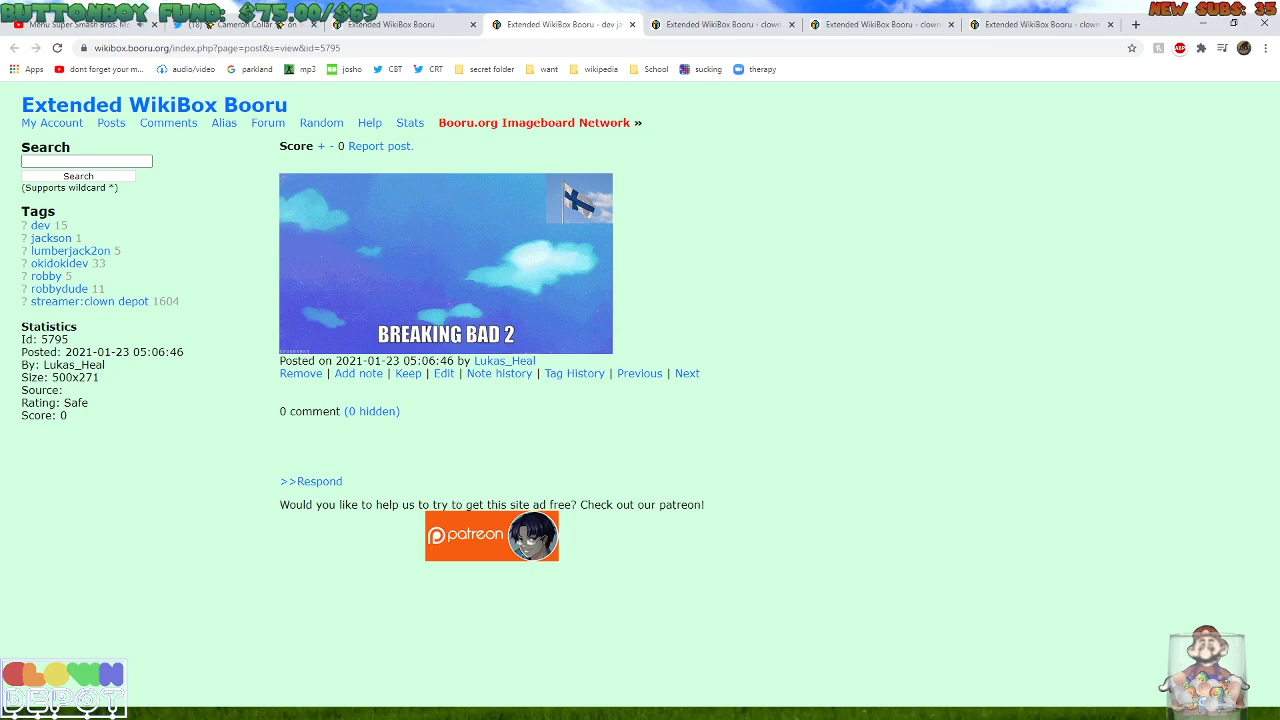 BUTTONBOX FUND: $75.00/$69
NEW SUBS: 35
Menu Super Smash Bros. Me
(18) Cameron Collar
on s
Extended WikiBox Booru
Extended WikiBox Booru - dev ja
Extended WikiBox Booru - clown
Extended WikiBox Booru - clown
Extended WikiBox Booru - clown
wikibox.booru.org/index.php?page=post&s=view&id=5795
ABP
Apps
dont forget your m...
audio/video
parkland
mp3
josho
CBT
CRT
secret folder
want
wikipedia
School
sucking
therapy
Extended WikiBox Booru
My Account Posts Comments Alias Forum Random Help Stats Booru.org Imageboard Network »
Search
Search
(Supports wildcard *)
Tags
? dev 15
? jackson 1
? lumberjack2on 5
? okidokidev 33
? robby 5
? robbydude 11
? streamer:clown depot 1604
Statistics
Id: 5795
Posted: 2021-01-23 05:06:46
By: Lukas_Heal
Size: 500x271
Source:
Rating: Safe
Score: 0
Score + - 0 Report post.
BREAKING BAD 2
Posted on 2021-01-23 05:06:46 by Lukas_Heal
Remove | Add note | Keep | Edit | Note history | Tag History | Previous | Next
0 comment (0 hidden)
>>Respond
Would you like to help us to try to get this site ad free? Check out our patreon!
patreon
CLOWN
DEPOT